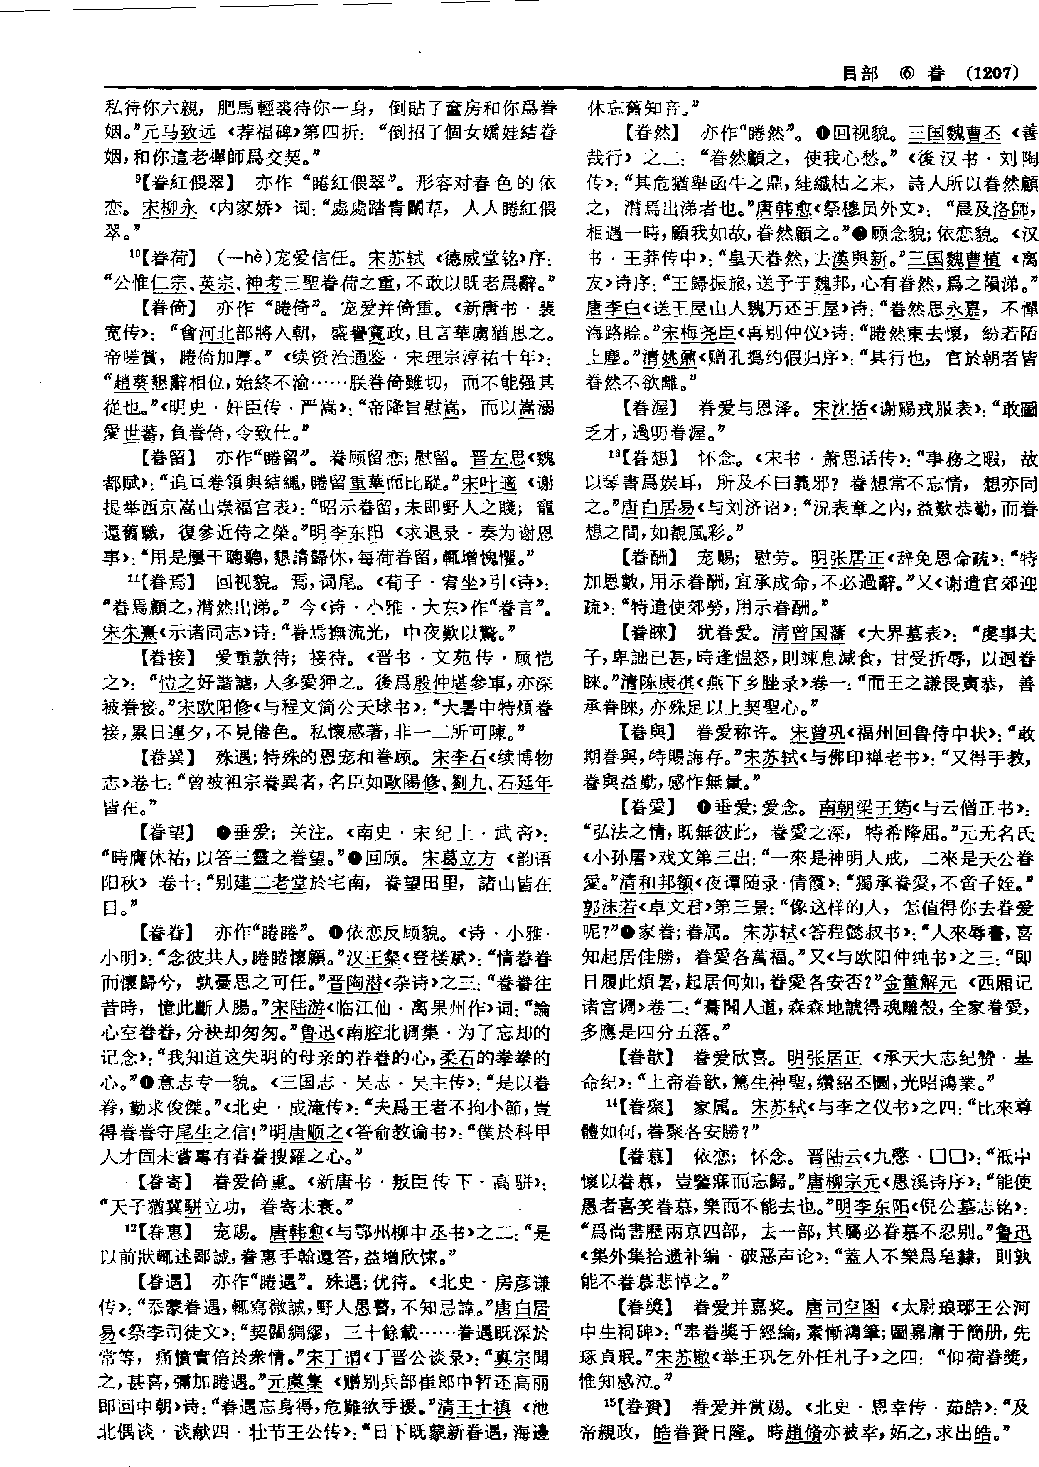 目部 ⑥ 眷 (1207)
私待你六親，肥馬輕裘待你一身，倒貼了奩房和你爲眷
姻。”元马致远《荐福碑》第四折：“倒招了個女嬌娃結眷
姻，和你這老禪師爲交契。”
⁹【眷紅偎翠】 亦作“睠紅偎翠”。形容对春色的依
恋。宋柳永《内家娇》词：“處處踏青鬭草，人人睠紅偎
翠。”
¹⁰【眷荷】 (—hè)宠爱信任。宋苏轼《德威堂铭》序：
“公惟仁宗、英宗、神考三聖眷荷之重，不敢以既老爲辭。”
【眷倚】 亦作“睠倚”。宠爱并倚重。《新唐书·裴
宽传》：“會河北部將入朝，盛譽寬政，且言華虜猶思之。
帝嗟賞，睠倚加厚。”《续资治通鉴·宋理宗淳祐十年》：
“趙葵懇辭相位，始終不渝……朕眷倚雖切，而不能强其
從也。”《明史·奸臣传·严嵩》：“帝降旨慰嵩，而以嵩溺
愛世蕃，負眷倚，令致仕。”
【眷留】 亦作“睠留”。眷顾留恋；慰留。晋左思《魏
都赋》：“追亘卷領與結繩，睠留重華而比蹤。”宋叶適《谢
提举西京嵩山崇福宫表》：“昭示眷留，未即野人之賤；寵
還舊職，復參近侍之榮。”明李东阳《求退录·奏为谢恩
事》：“用是屢干聰聽，懇請歸休，每荷眷留，輒增愧懼。”
¹¹【眷焉】 回视貌。焉，词尾。《荀子·宥坐》引《诗》：
“眷焉顧之，潸然出涕。”今《诗·小雅·大东》作“眷言”。
宋朱熹《示诸同志》诗：“眷焉撫流光，中夜歎以驚。”
【眷接】 爱重款待；接待。《晋书·文苑传·顾恺
之》：“愷之好諧謔，人多愛狎之。後爲殷仲堪參軍，亦深
被眷接。”宋欧阳修《与程文简公天球书》：“大暑中特煩眷
接，累日連夕，不見倦色。私懷感著，非一二所可陳。”
【眷異】 殊遇；特殊的恩宠和眷顾。宋李石《续博物
志》卷七：“曾被祖宗眷異者，名臣如歐陽修、劉九、石延年
皆在。”
【眷望】 ❶垂爱；关注。《南史·宋纪上·武帝》：
“時膺休祐，以答三靈之眷望。”❷回顾。宋葛立方《韵语
阳秋》卷十：“别建二老堂於宅南，眷望田里，諸山皆在
目。”
【眷眷】 亦作“睠睠”。❶依恋反顾貌。《诗·小雅·
小明》：“念彼共人，睠睠懷顧。”汉王粲《登楼赋》：“情眷眷
而懷歸兮，孰憂思之可任。”晋陶潜《杂诗》之三：“眷眷往
昔時，憶此斷人腸。”宋陆游《临江仙·离果州作》词：“論
心空眷眷，分袂却匆匆。”鲁迅《南腔北调集·为了忘却的
记念》：“我知道这失明的母亲的眷眷的心，柔石的拳拳的
心。”❷意志专一貌。《三国志·吴志·吴主传》：“是以眷
眷，勤求俊傑。”《北史·成淹传》：“夫爲王者不拘小節，豈
得眷眷守尾生之信！”明唐顺之《答俞教谕书》：“僕於科甲
人才固未嘗專有眷眷搜羅之心。”
【眷寄】 眷爱倚重。《新唐书·叛臣传下·高骈》：
“天子猶冀駢立功，眷寄未衰。”
¹²【眷惠】 宠赐。唐韩愈《与鄂州柳中丞书》之二：“是
以前狀輒述鄙誠，眷惠手翰還答，益增欣悚。”
【眷遇】 亦作“睠遇”。殊遇；优待。《北史·房彦谦
传》：“忝蒙眷遇，輒寫微誠，野人愚瞽，不知忌諱。”唐白居
易《祭李司徒文》：“契闊綢繆，三十餘載……眷遇既深於
常等，痛憤實倍於衆情。”宋丁谓《丁晋公谈录》：“真宗聞
之，甚喜，彌加睠遇。”元虞集《赠别兵部崔郎中暂还高丽
即回中朝》诗：“眷遇忘身得，危難欲手援。”清王士禛《池
北偶谈·谈献四·壮节王公传》：“目下既蒙新眷遇，海邊
休忘舊知音。”
【眷然】 亦作“睠然”。❶回视貌。三国魏曹丕《善
哉行》之二：“眷然顧之，使我心愁。”《後汉书·刘陶
传》：“其危猶舉函牛之鼎，絓纖枯之末，詩人所以眷然顧
之，潸焉出涕者也。”唐韩愈《祭穆员外文》：“晨及洛師，
相遇一時，顧我如故，眷然顧之。”❷顾念貌；依恋貌。《汉
书·王莽传中》：“皇天眷然，去漢與新。”三国魏曹植《离
友》诗序：“王歸振旅，送予于魏邦，心有眷然，爲之隕涕。”
唐李白《送王屋山人魏万还王屋》诗：“眷然思永嘉，不憚
海路賒。”宋梅尧臣《再别仲仪》诗：“睠然東去懷，紛若陌
上塵。”清姚鼐《赠孔㧑约假归序》：“其行也，官於朝者皆
眷然不欲離。”
【眷渥】 眷爱与恩泽。宋沈括《谢赐戎服表》：“敢圖
乏才，過叨眷渥。”
¹³【眷想】 怀念。《宋书·萧思话传》：“事務之暇，故
以琴書爲娱耳，所及不曰義邪？眷想常不忘情，想亦同
之。”唐白居易《与刘济诏》：“況表章之内，益歎恭勤，而眷
想之間，如覩風彩。”
【眷酬】 宠赐；慰劳。明张居正《辞免恩命疏》：“特
加恩數，用示眷酬，宜承成命，不必過辭。”又《谢遣官郊迎
疏》：“特遣使郊勞，用示眷酬。”
【眷睞】 犹眷爱。清曾国藩《大界墓表》：“虔事夫
子，卑詘已甚，時逢愠怒，則竦息減食，甘受折辱，以迴眷
睞。”清陈康祺《燕下乡脞录》卷一：“而王之謙畏寅恭，善
承眷睞，亦殊足以上契聖心。”
【眷與】 眷爱称许。宋曾巩《福州回鲁侍中状》：“敢
期眷與，特賜誨存。”宋苏轼《与佛印禅老书》：“又得手教，
眷與益勤，感怍無量。”
【眷愛】 ❶垂爱；爱念。南朝梁王筠《与云僧正书》：
“弘法之情，既無彼此，眷愛之深，特希降屈。”元无名氏
《小孙屠》戏文第三出：“一來是神明人戒，二來是天公眷
愛。”清和邦额《夜谭随录·倩霞》：“獨承眷愛，不啻子姪。”
郭沫若《卓文君》第三景：“像这样的人，怎值得你去眷爱
呢？”❷家眷；眷属。宋苏轼《答程懿叔书》：“人來辱書，喜
知起居佳勝，眷愛各萬福。”又《与欧阳仲纯书》之三：“即
日履此煩暑，起居何如，眷愛各安否？”金董解元《西厢记
诸宫调》卷二：“驀聞人道，森森地諕得魂離殻，全家眷愛，
多應是四分五落。”
【眷歆】 眷爱欣喜。明张居正《承天大志纪赞·基
命纪》：“上帝眷歆，篤生神聖，纘紹丕圖，光昭鴻業。”
¹⁴【眷聚】 家属。宋苏轼《与李之仪书》之四：“比來尊
體如何，眷聚各安勝？”
【眷慕】 依恋；怀念。晋陆云《九愍·□□》：“祗中
懷以眷慕，豈鑒寐而忘歸。”唐柳宗元《愚溪诗序》：“能使
愚者喜笑眷慕，樂而不能去也。”明李东阳《倪公墓志铭》：
“爲尚書歷兩京四部，去一部，其屬必眷慕不忍别。”鲁迅
《集外集拾遗补编·破恶声论》：“蓋人不樂爲皂隸，則孰
能不眷慕悲悼之。”
【眷奬】 眷爱并嘉奖。唐司空图《太尉琅琊王公河
中生祠碑》：“奉眷奬于經綸，素慚鴻筆；圖嘉庸于簡册，先
琢貞珉。”宋苏辙《举王巩乞外任札子》之四：“仰荷眷奬，
惟知感泣。”
¹⁵【眷賚】 眷爱并赏赐。《北史·恩幸传·茹皓》：“及
帝親政，皓眷賚日隆。時趙脩亦被幸，妬之，求出皓。”